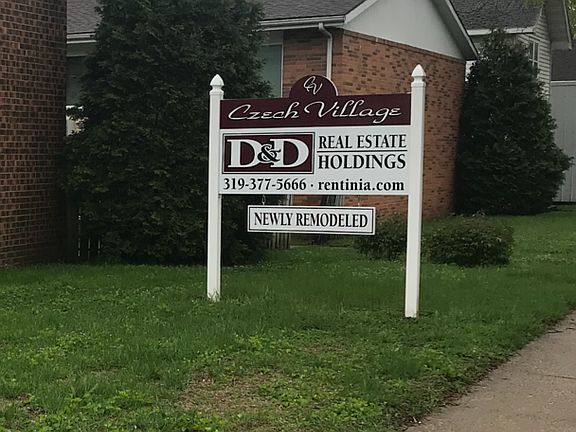 CV
Czech Village
D&D
REAL ESTATE
HOLDINGS
319-377-5666 · rentinia.com
NEWLY REMODELED